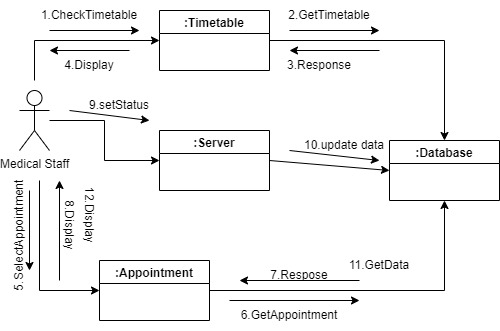 1.CheckTimetable
:Timetable
2.GetTimetable
4.Display
3.Response
9.setStatus
:Server
10.update data
:Database
Medical Staff
5.SelectAppointment
8.Display
12.Display
:Appointment
11.GetData
7.Respose
6.GetAppointment